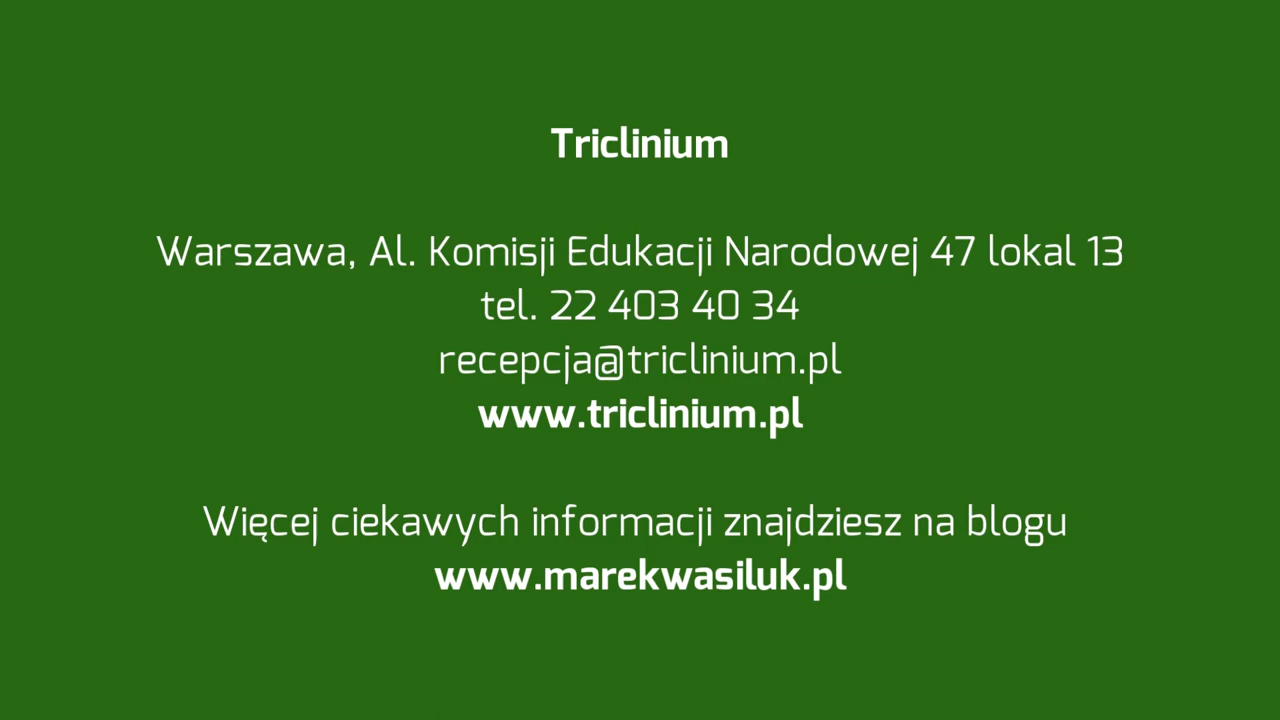 Triclinium
Warszawa, Al. Komisji Edukacji Narodowej 47 lokal 13
tel. 22 403 40 34
recepcja@triclinium.pl
www.triclinium.pl
Więcej ciekawych informacji znajdziesz na blogu
www.marekwasiluk.pl